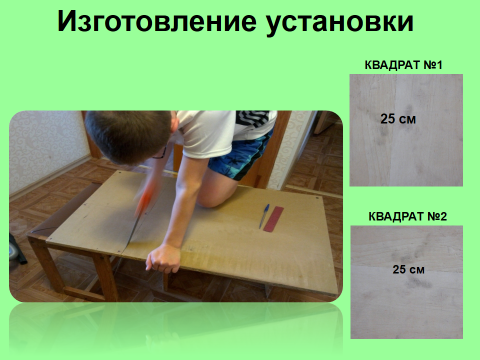 Изготовление установки
КВАДРАТ №1
25 см
КВАДРАТ №2
25 см